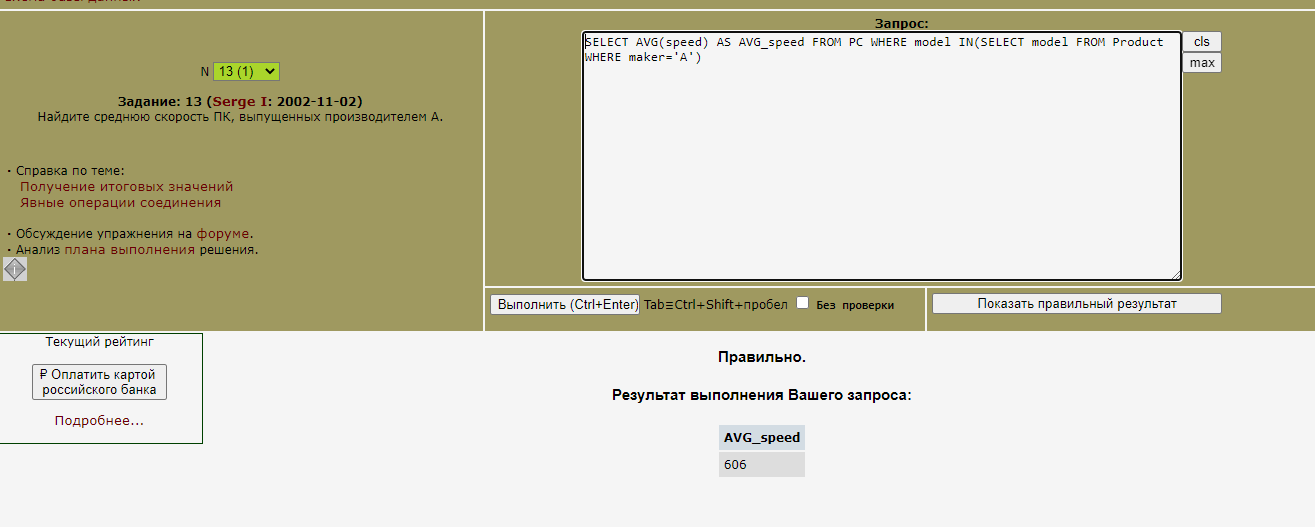 Запрос:
SELECT AVG(speed) AS AVG_speed FROM PC WHERE model IN(SELECT model FROM Product
WHERE maker='A')
cls
max
N 13 (1)
Задание: 13 (Serge I: 2002-11-02)
Найдите среднюю скорость ПК, выпущенных производителем A.
· Справка по теме:
Получение итоговых значений
Явные операции соединения
· Обсуждение упражнения на форуме.
· Анализ плана выполнения решения.
Выполнить (Ctrl+Enter) Tab≡Ctrl+Shift+пробел Без проверки
Показать правильный результат
Текущий рейтинг
₽ Оплатить картой
российского банка
Подробнее...
Правильно.
Результат выполнения Вашего запроса:
AVG_speed
606